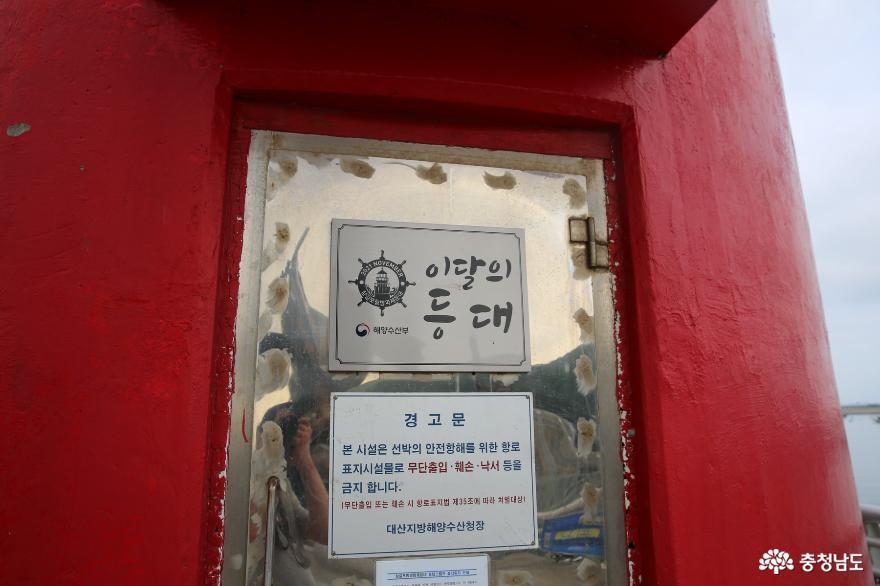 2021 NOVEMBER
이달의
등대
해양수산부
경 고 문
본 시설은 선박의 안전항해를 위한 항로
표지시설물로 무단출입·훼손·낙서 등을
금지 합니다.
(무단출입 또는 훼손 시 항로표지법 제35조에 따라 처벌대상)
대산지방해양수산청장
충청남도